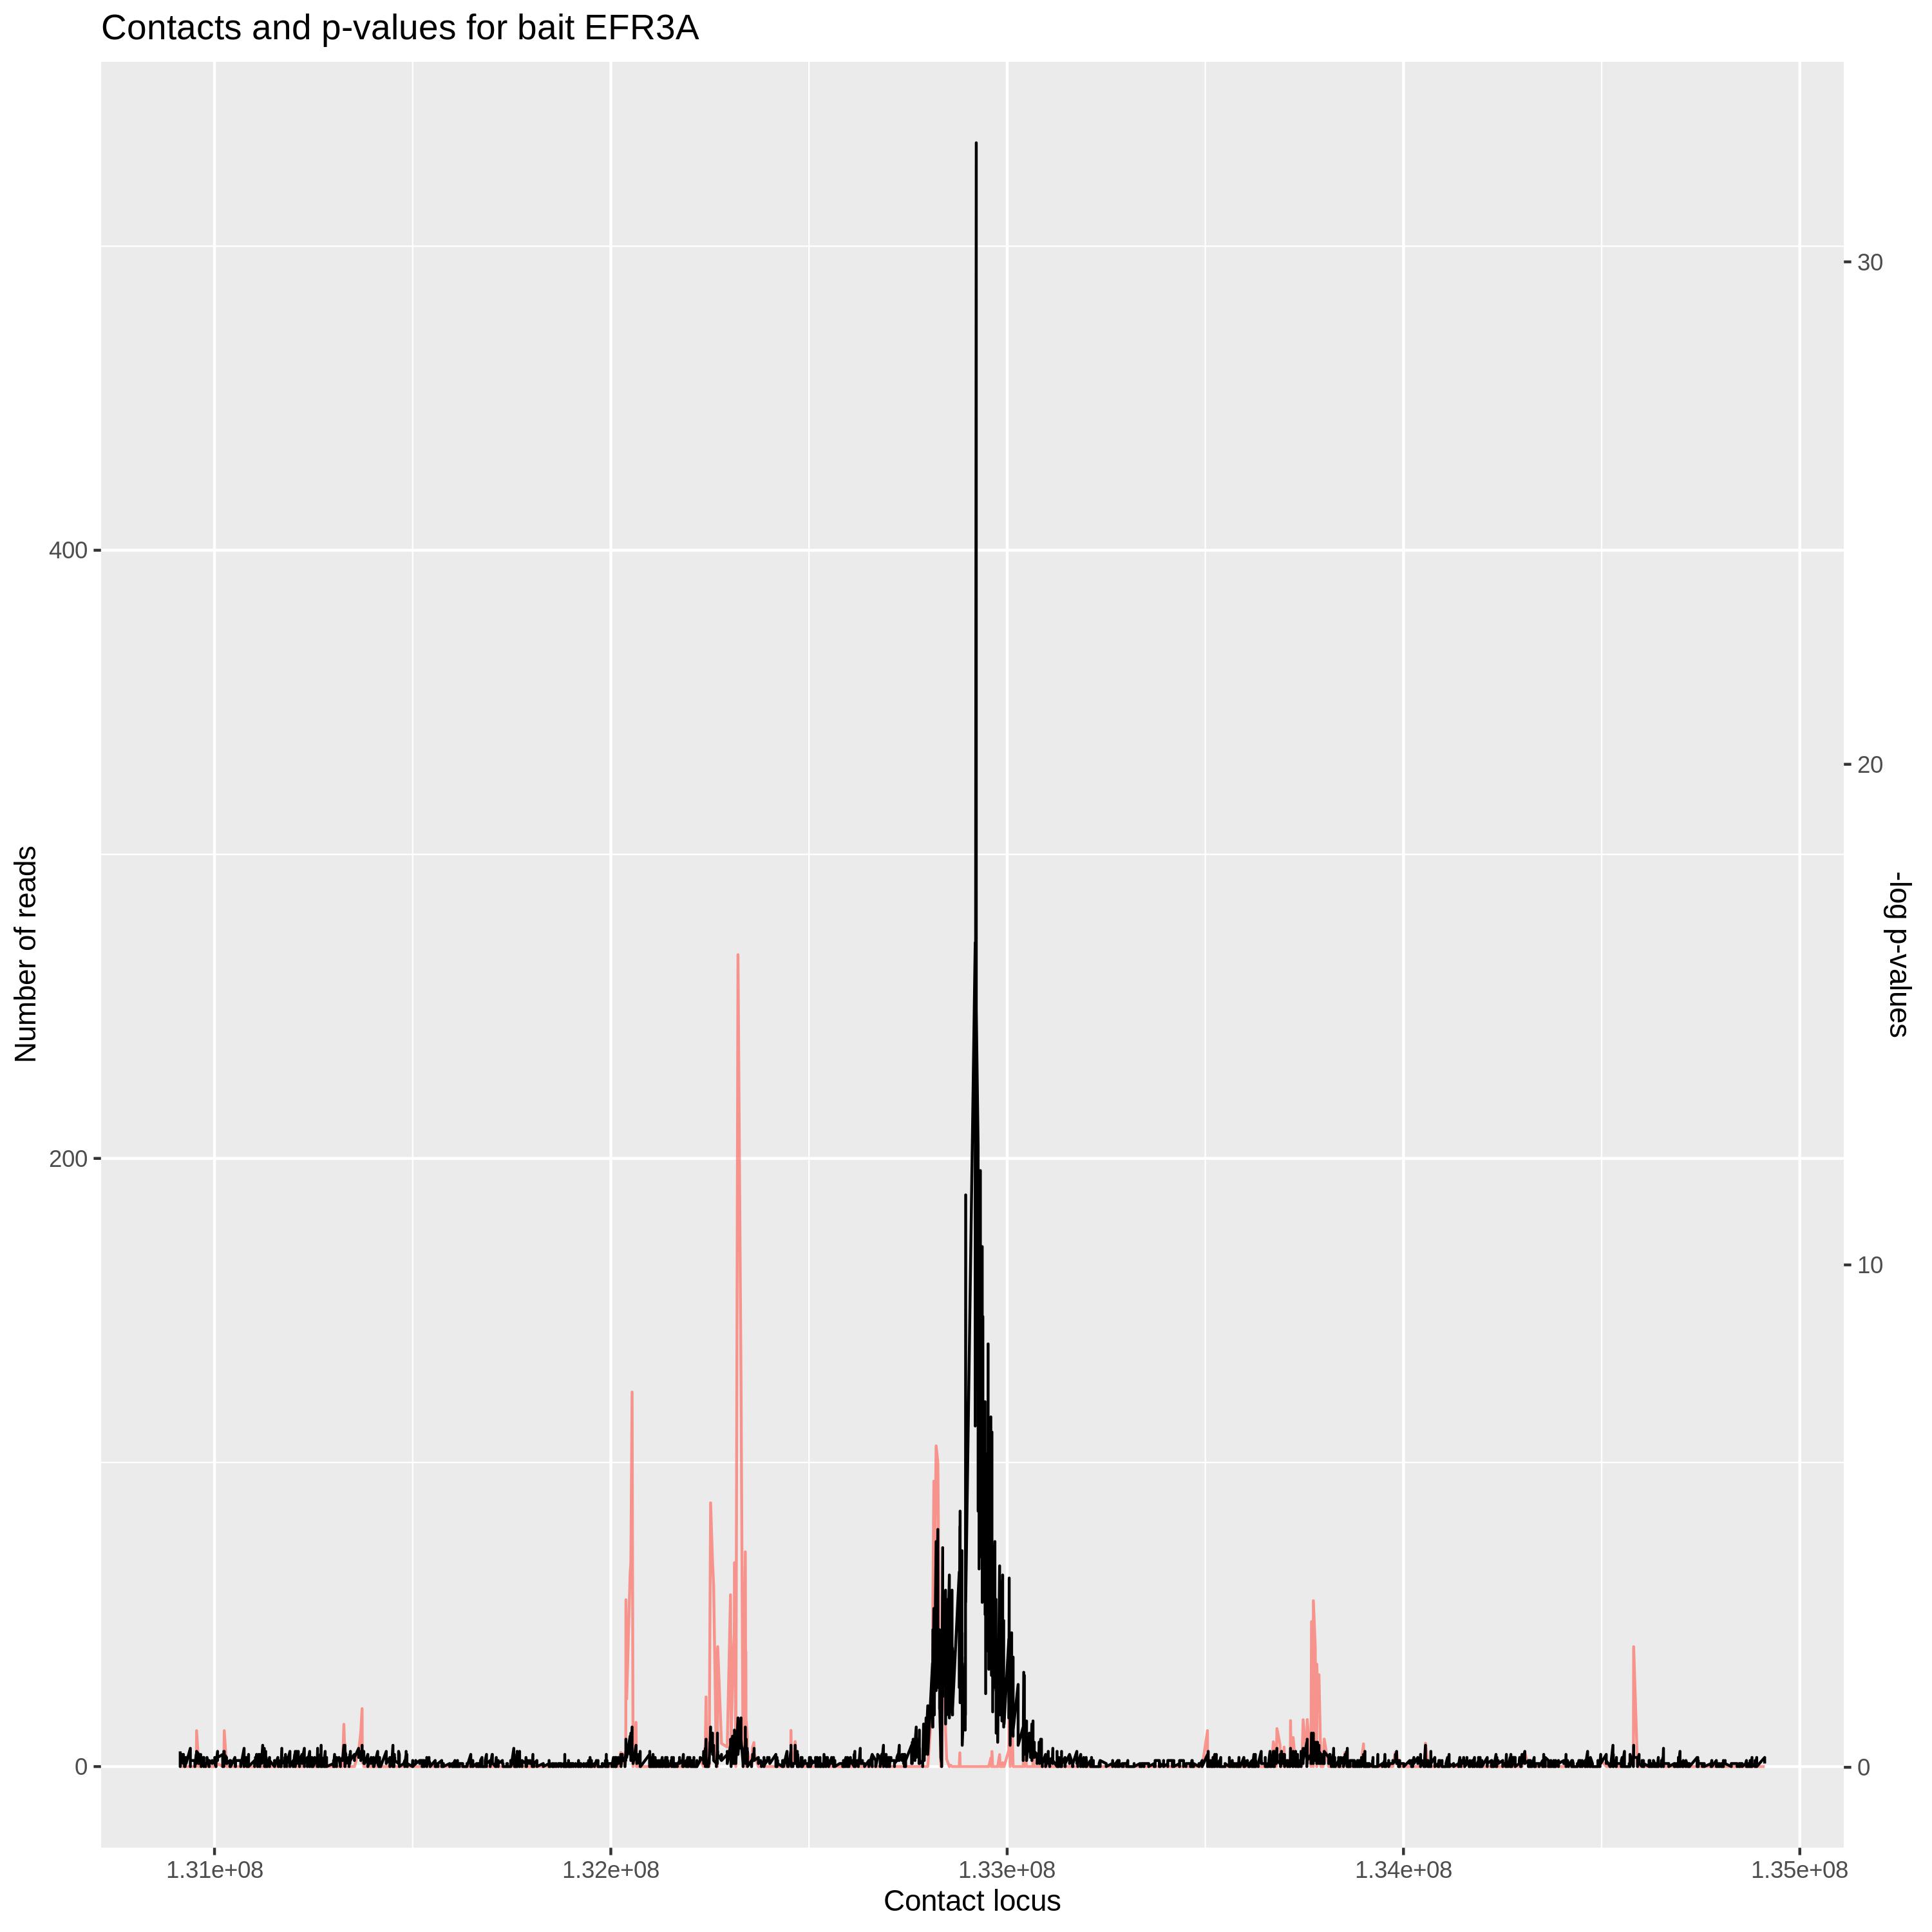 Contacts and p-values for bait EFR3A
30
400
20
Number of reads
-log p-values
200
10
0
0
1.31e+08
1.32e+08
1.33e+08
1.34e+08
1.35e+08
Contact locus